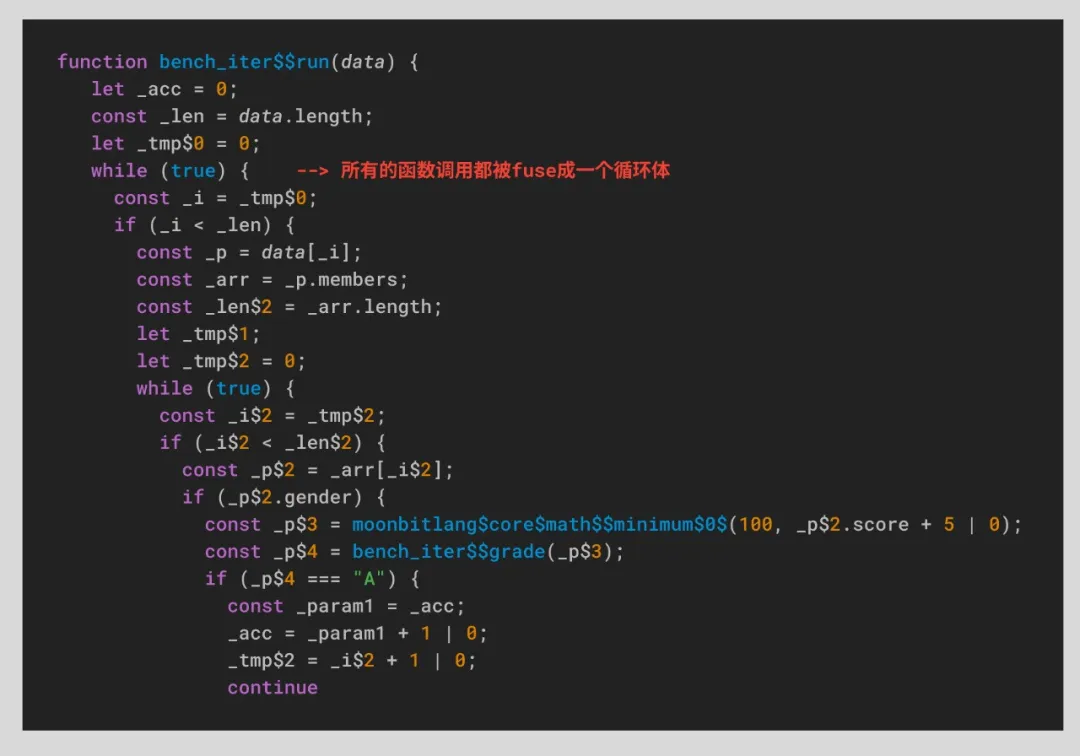 function bench_iter$$run(data) {
let _acc = 0;
const _len = data.length;
let _tmp$0 = 0;
while (true) {    --> 所有的函数调用都被fuse成一个循环体
const _i = _tmp$0;
if (_i < _len) {
const _p = data[_i];
const _arr = _p.members;
const _len$2 = _arr.length;
let _tmp$1;
let _tmp$2 = 0;
while (true) {
const _i$2 = _tmp$2;
if (_i$2 < _len$2) {
const _p$2 = _arr[_i$2];
if (_p$2.gender) {
const _p$3 = moonbitlang$core$math$$minimum$0$(100, _p$2.score + 5 | 0);
const _p$4 = bench_iter$$grade(_p$3);
if (_p$4 === "A") {
const _param1 = _acc;
_acc = _param1 + 1 | 0;
_tmp$2 = _i$2 + 1 | 0;
continue